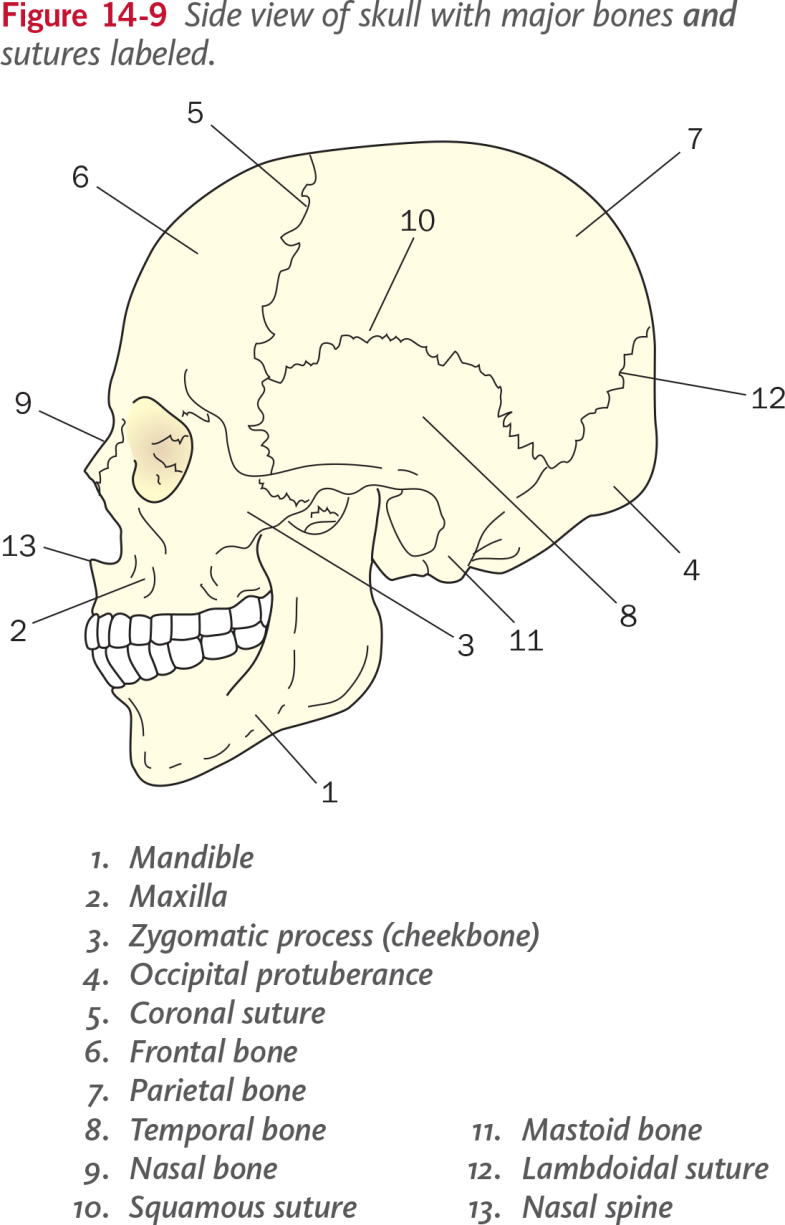 Figure 14-9 Side view of skull with major bones and
sutures labeled.
5
7
6
10
9
12
13
4
2
8
3
11
1
1. Mandible
2. Maxilla
3. Zygomatic process (cheekbone)
4. Occipital protuberance
5. Coronal suture
6. Frontal bone
7. Parietal bone
8. Temporal bone
9. Nasal bone
10. Squamous suture
11. Mastoid bone
12. Lambdoidal suture
13. Nasal spine